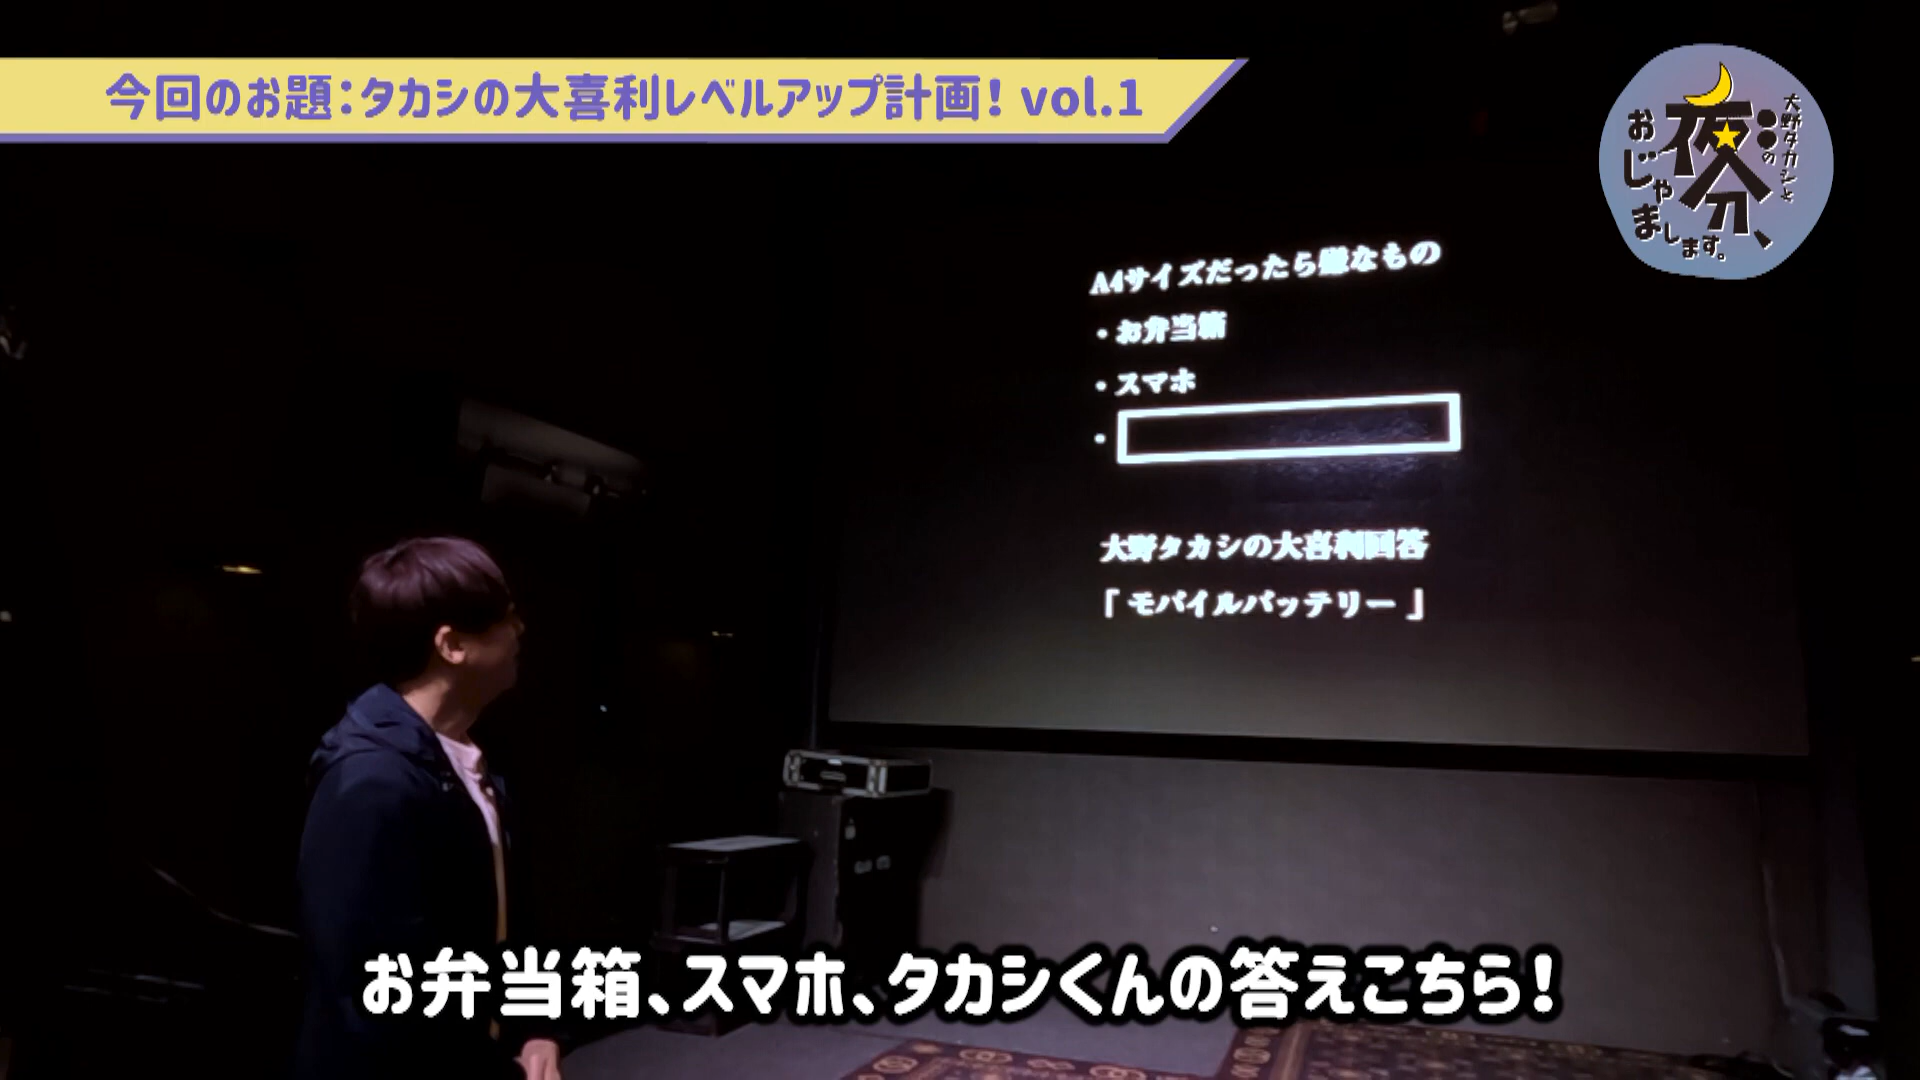 今回のお題：タカシの大喜利レベルアップ計画！ vol.1
大野タカシと
の
夜分、
おじゃまします。
A4サイズだったら嫌なもの
・お弁当箱
・スマホ
・
大野タカシの大喜利回答
「モバイルバッテリー」
お弁当箱、スマホ、タカシくんの答えこちら！